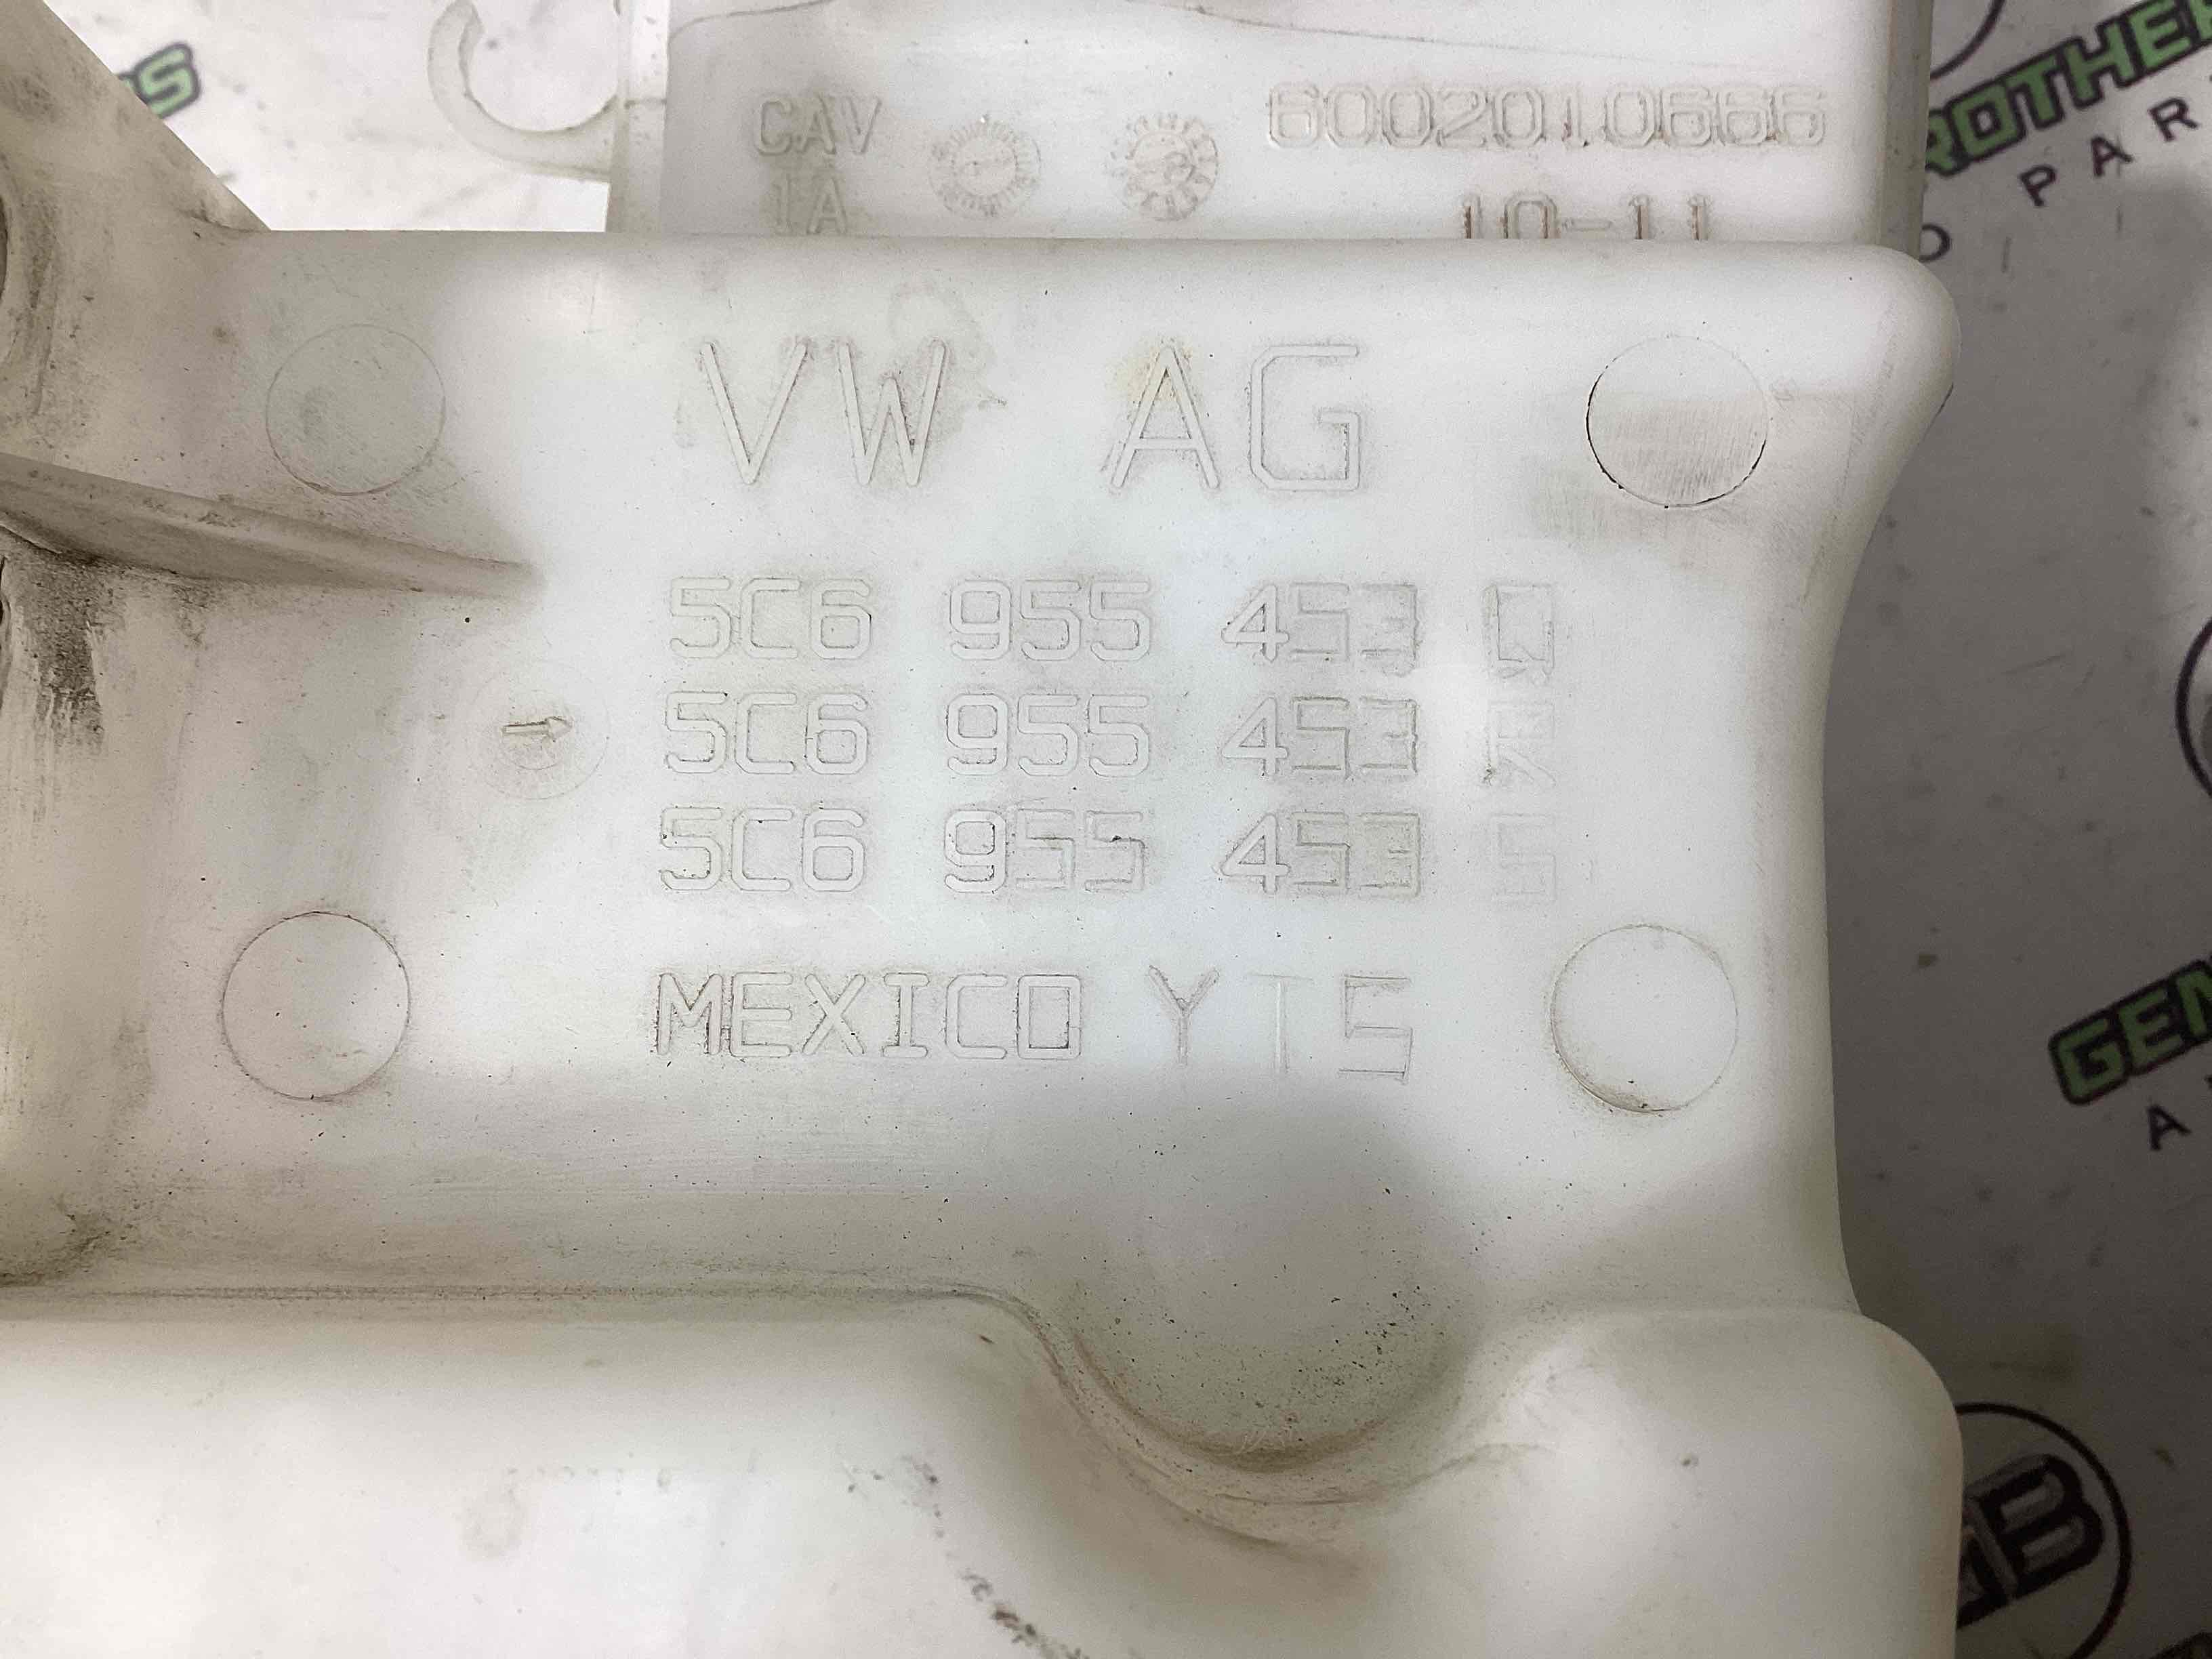 CAV 6002010666
1A 10-11
VW AG
5C6 955 453 Q
5C6 955 453 R
5C6 955 453 S
MEXICO YTS